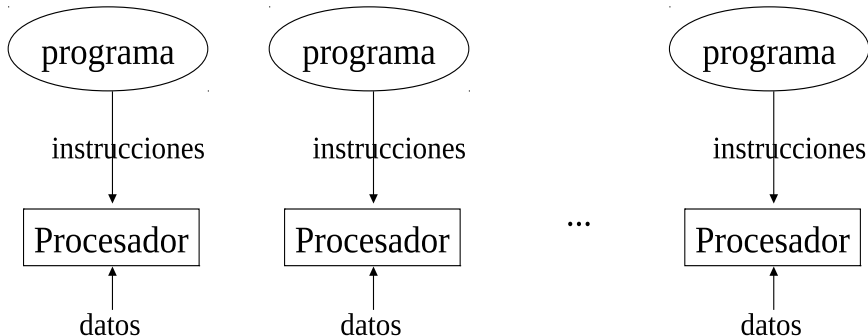 programa programa programa
instrucciones instrucciones instrucciones
Procesador Procesador ... Procesador
datos datos datos